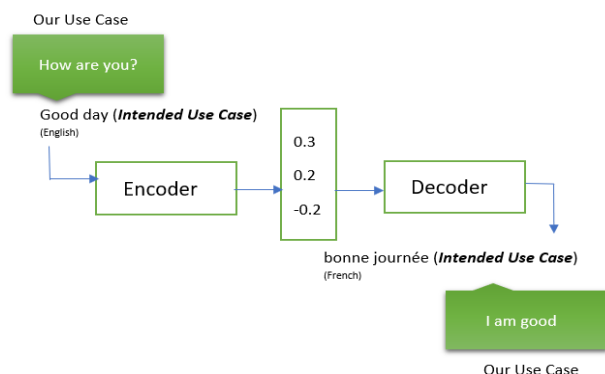 Our Use Case
How are you?
Good day (Intended Use Case)
(English)
Encoder
0.3
0.2
-0.2
Decoder
bonne journée (Intended Use Case)
(French)
I am good
Our Use Case